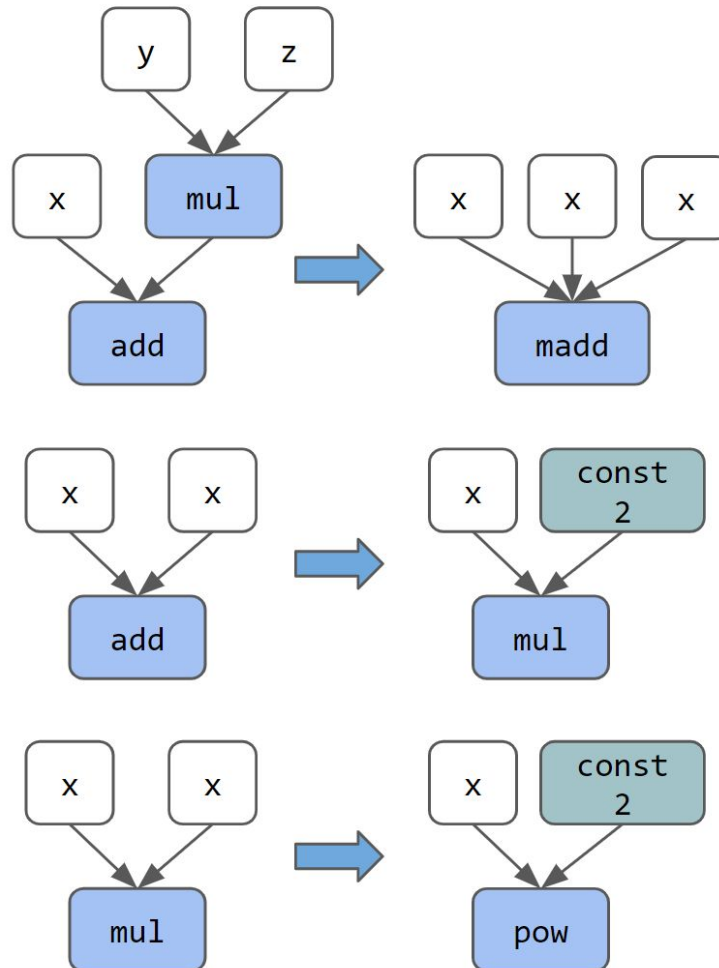 y z
x mul x x x
add madd
x x x const
2
add mul
x x x const
2
mul pow